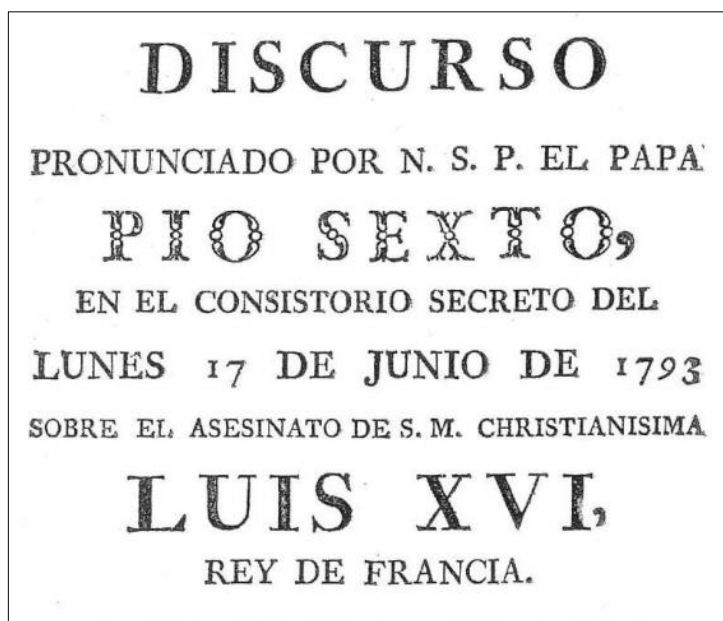 DISCURSO
PRONUNCIADO POR N. S. P. EL PAPA
PIO SEXTO,
EN EL CONSISTORIO SECRETO DEL
LUNES 17 DE JUNIO DE 1793
SOBRE EL ASESINATO DE S. M. CHRISTIANISIMA
LUIS XVI,
REY DE FRANCIA.